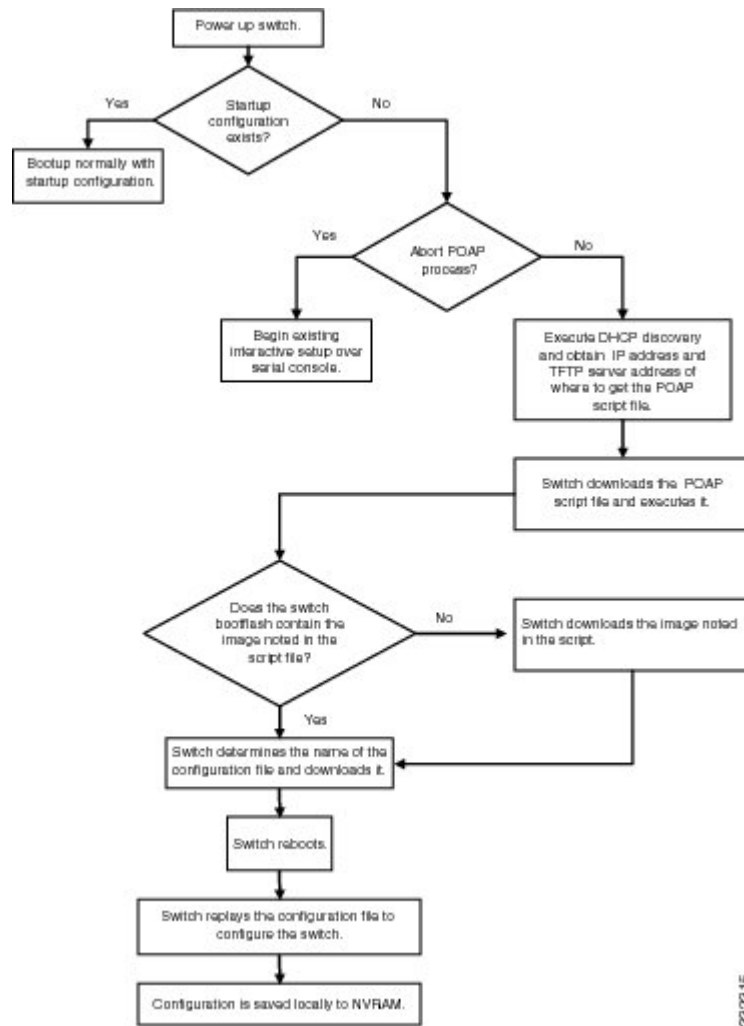 Power up switch.
Yes
Startup
configuration
exists?
No
Bootup normally with
startup configuration.
Yes
Abort POAP
process?
No
Begin existing
interactive setup over
serial console.
Execute DHCP discovery
and obtain IP address and
TFTP server address of
where to get the POAP
script file.
Switch downloads the POAP
script file and executes it.
Does the switch
bootflash contain the
image noted in the
script file?
No
Switch downloads the image noted
in the script.
Yes
Switch determines the name of the
configuration file and downloads it.
Switch reboots.
Switch replays the configuration file to
configure the switch.
Configuration is saved locally to NVRAM.